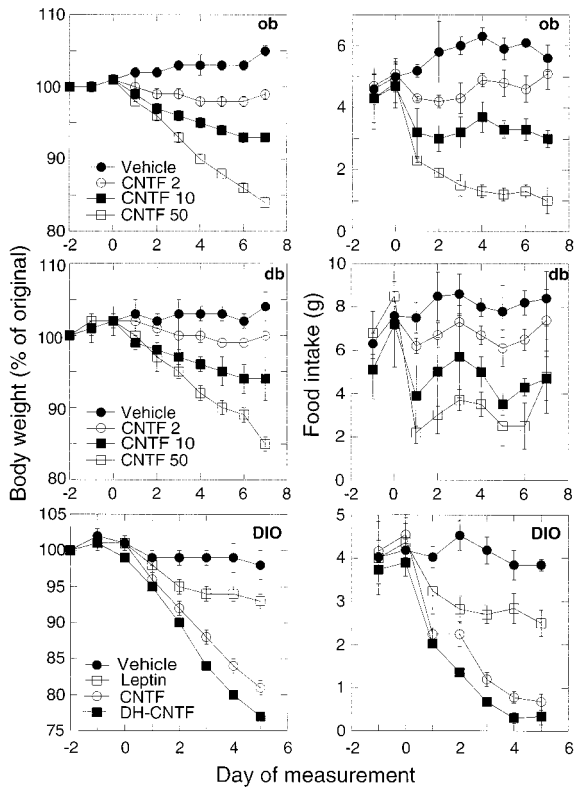 ob
110
100
90
80
-2 0 2 4 6 8
Vehicle
CNTF 2
CNTF 10
CNTF 50
ob
6
4
2
0
-2 0 2 4 6 8
db
110
100
90
80
-2 0 2 4 6 8
Vehicle
CNTF 2
CNTF 10
CNTF 50
db
10
8
6
4
2
0
-2 0 2 4 6 8
DIO
105
100
95
90
85
80
75
-2 0 2 4 6
Vehicle
Leptin
CNTF
DH-CNTF
DIO
5
4
3
2
1
0
-2 0 2 4 6
Body weight (% of original)
Food intake (g)
Day of measurement